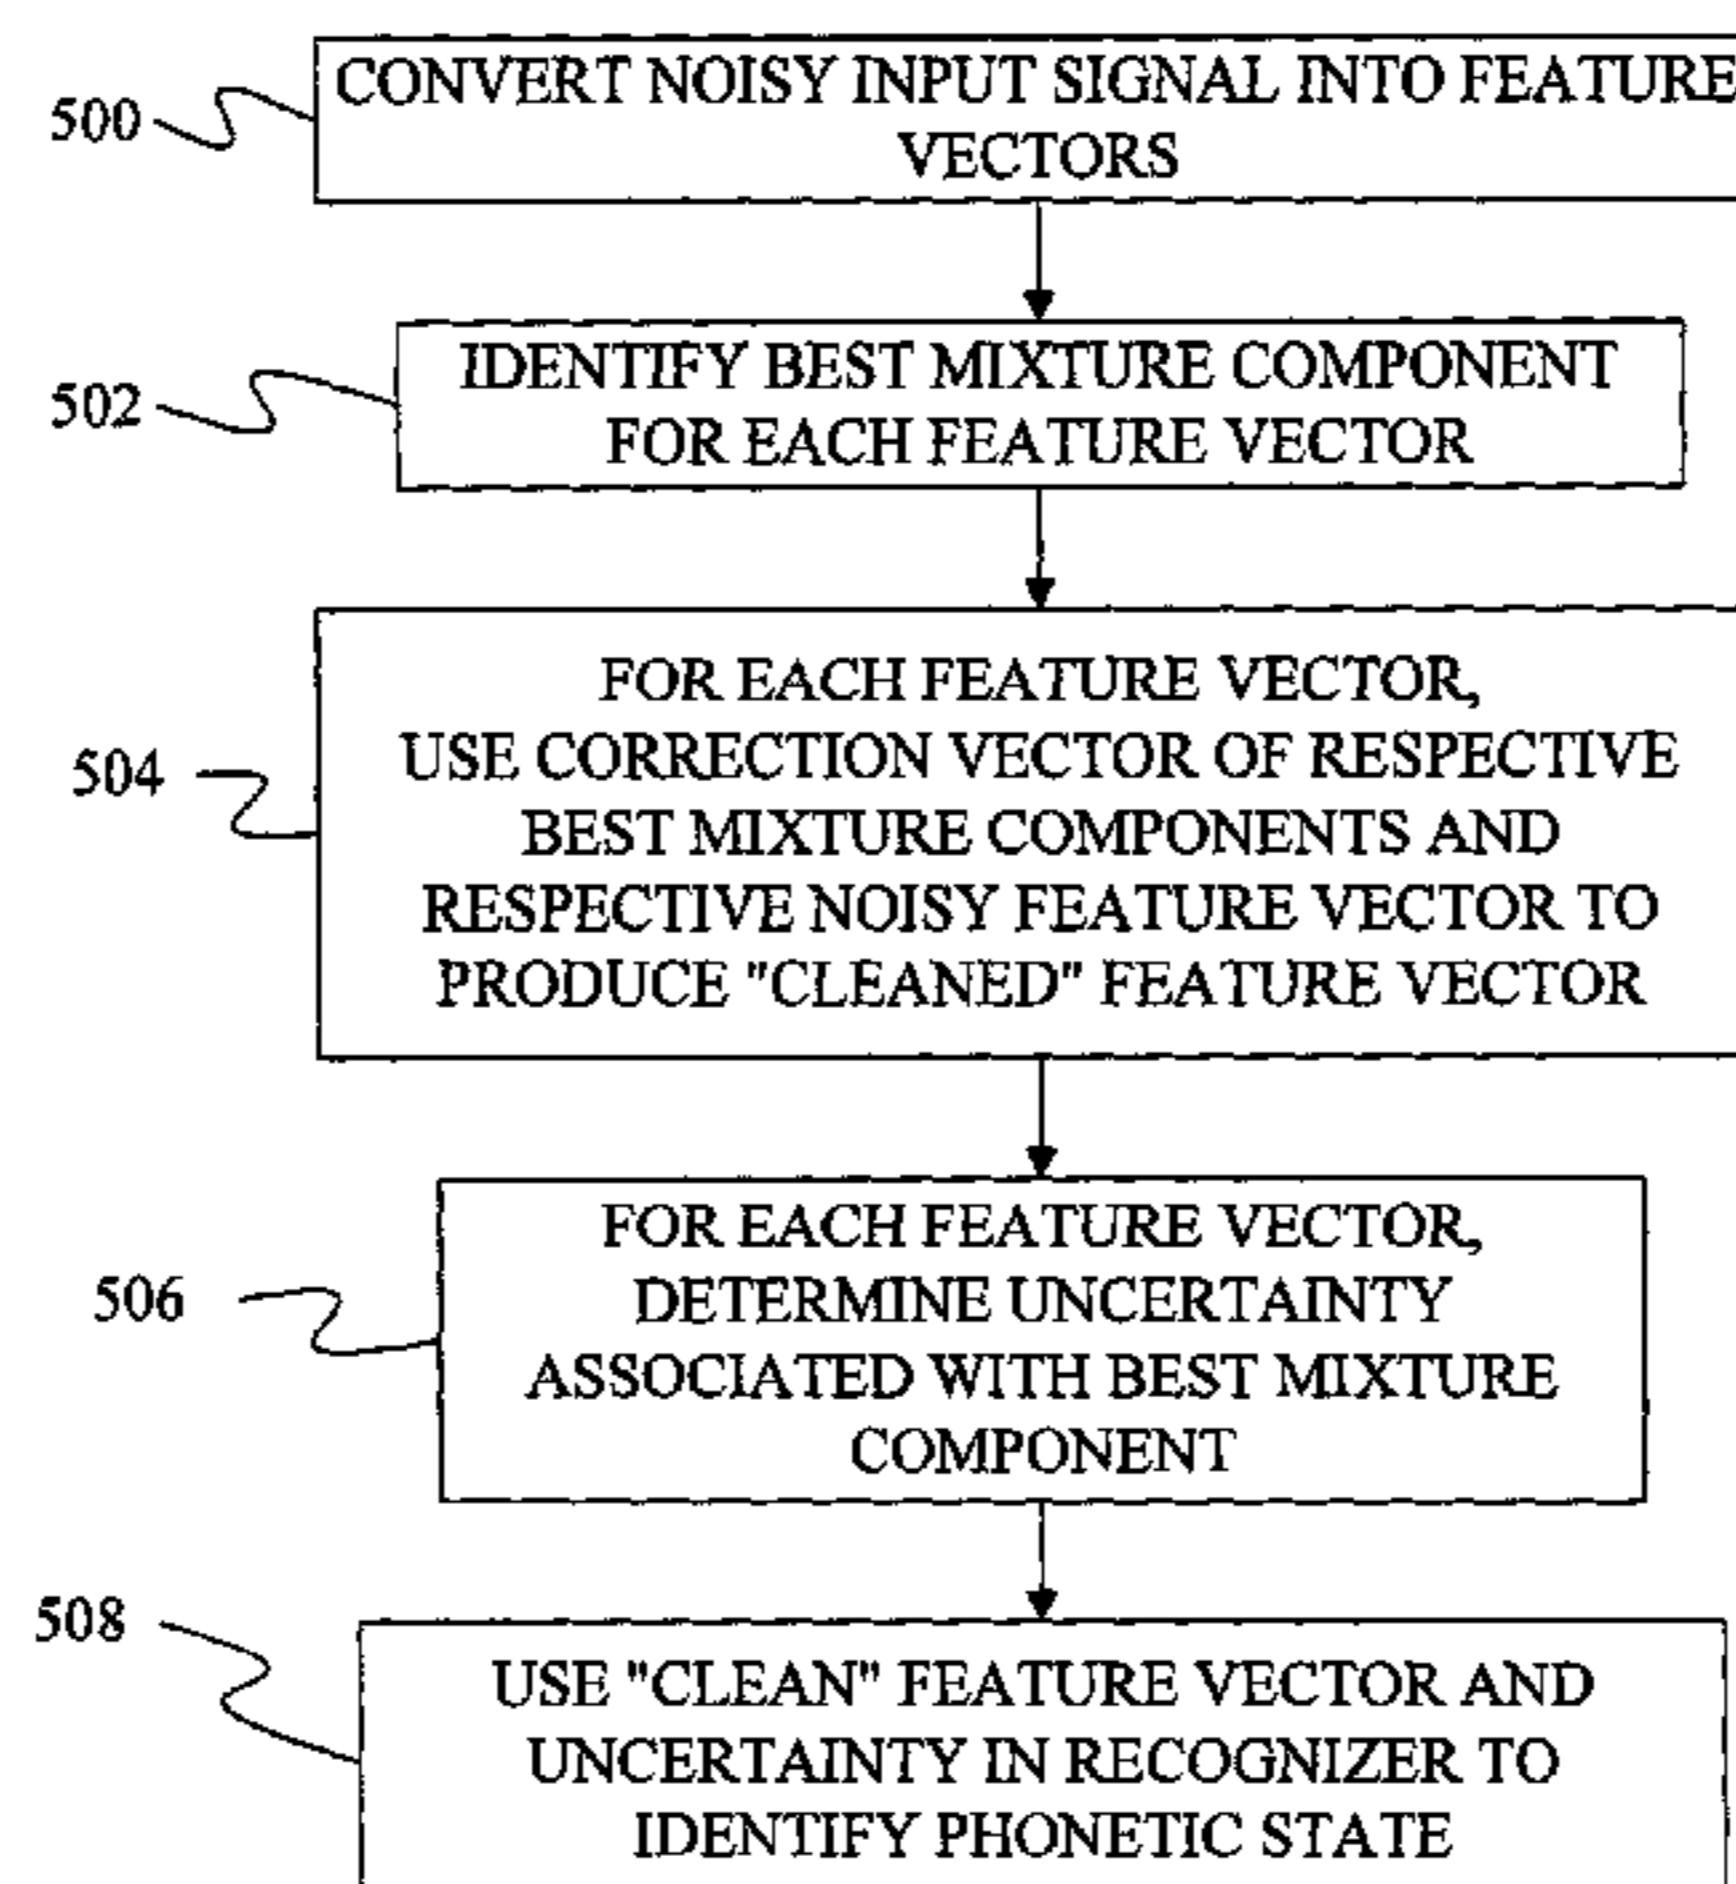 500
CONVERT NOISY INPUT SIGNAL INTO FEATURE
VECTORS
502
IDENTIFY BEST MIXTURE COMPONENT
FOR EACH FEATURE VECTOR
504
FOR EACH FEATURE VECTOR,
USE CORRECTION VECTOR OF RESPECTIVE
BEST MIXTURE COMPONENTS AND
RESPECTIVE NOISY FEATURE VECTOR TO
PRODUCE "CLEANED" FEATURE VECTOR
506
FOR EACH FEATURE VECTOR,
DETERMINE UNCERTAINTY
ASSOCIATED WITH BEST MIXTURE
COMPONENT
508
USE "CLEAN" FEATURE VECTOR AND
UNCERTAINTY IN RECOGNIZER TO
IDENTIFY PHONETIC STATE